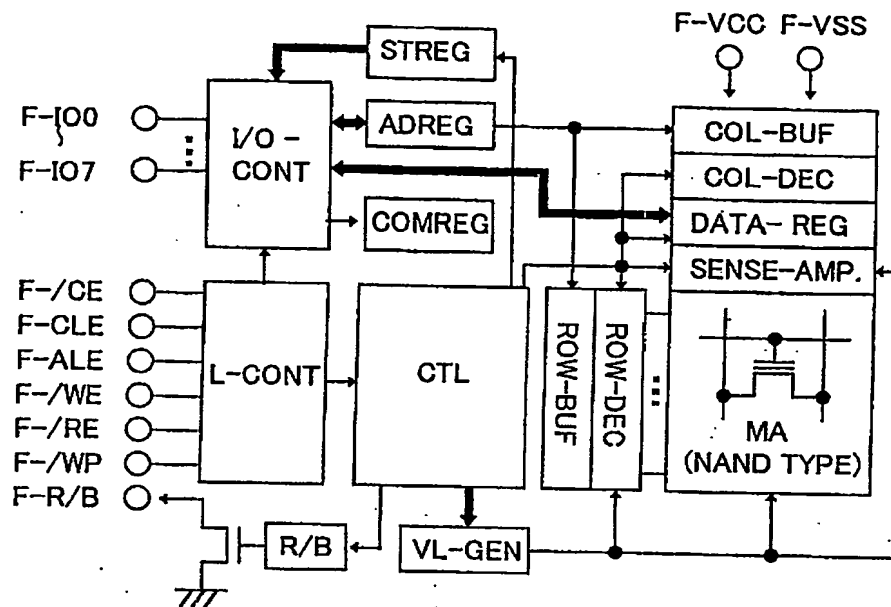 F-VCC F-VSS
STREG
F-IO0
I/O-
CONT
ADREG
COL-BUF
F-IO7
COL-DEC
COMREG
DATA-REG
SENSE-AMP.
F-/CE
F-CLE
F-ALE
F-/WE
F-/RE
F-/WP
F-R/B
L-CONT
CTL
ROW-BUF
ROW-DEC
MA
(NAND TYPE)
R/B
VL-GEN